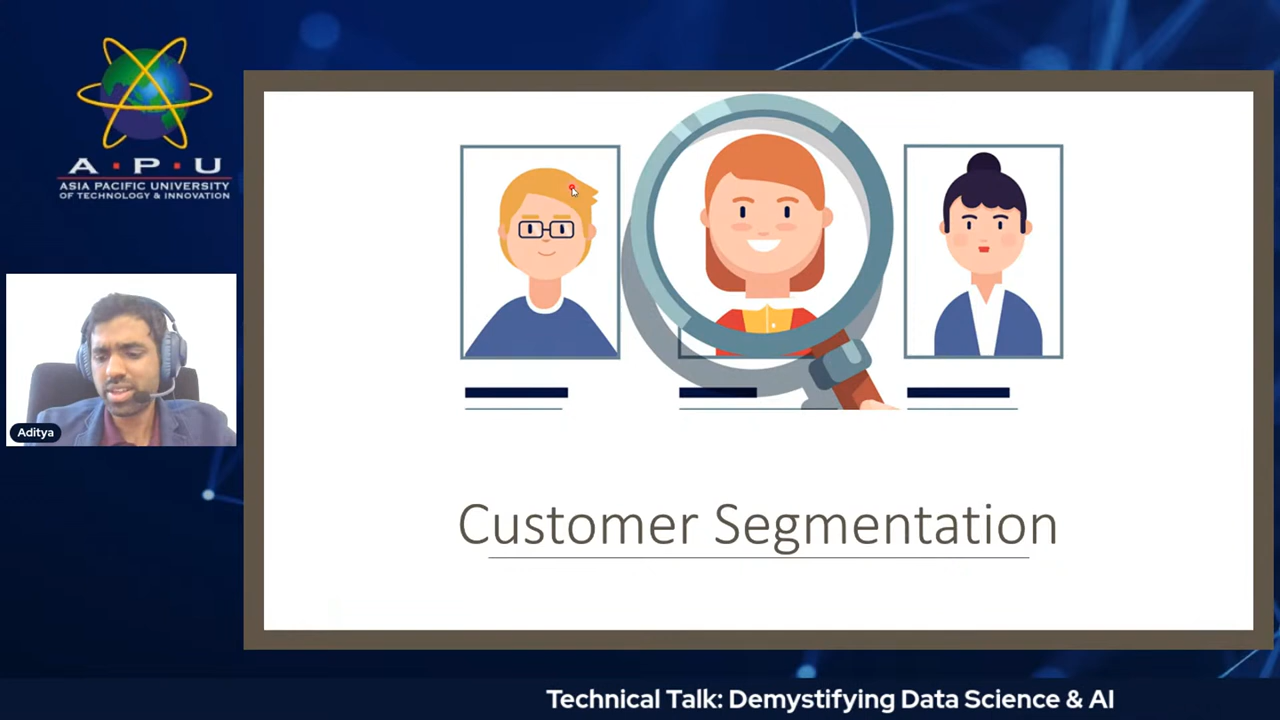 A·P·U
ASIA PACIFIC UNIVERSITY
OF TECHNOLOGY & INNOVATION
Aditya
Customer Segmentation
Technical Talk: Demystifying Data Science & AI